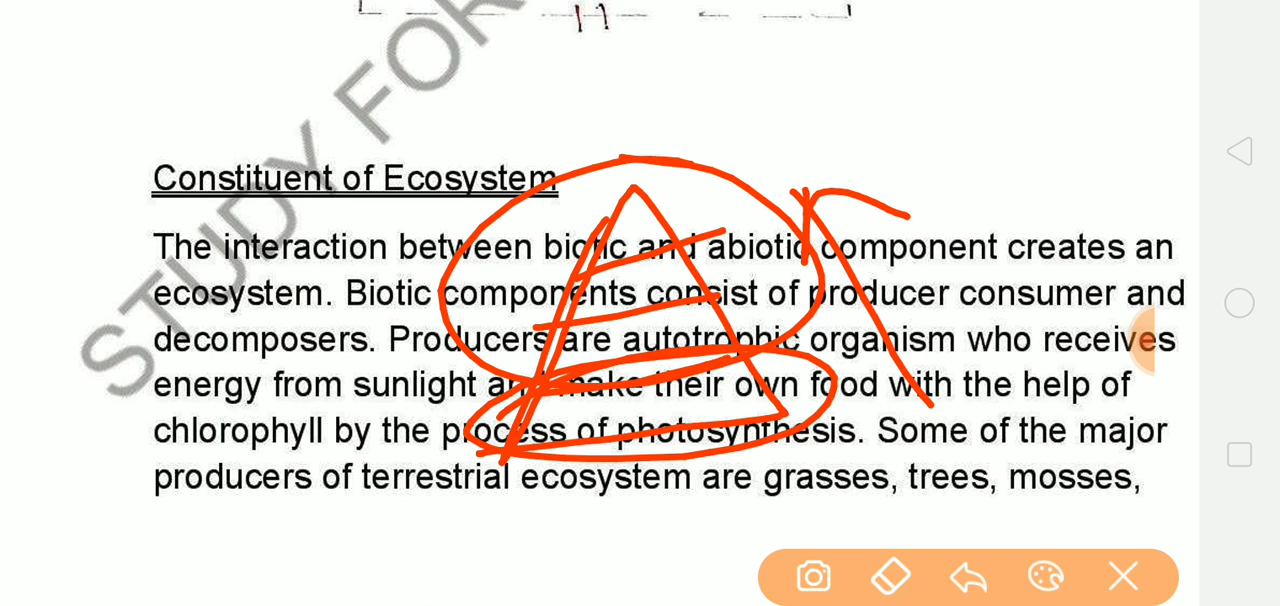 STUDY FOR
Constituent of Ecosystem
The interaction between biotic and abiotic component creates an
ecosystem. Biotic components consist of producer consumer and
decomposers. Producers are autotrophic organism who receives
energy from sunlight and make their own food with the help of
chlorophyll by the process of photosynthesis. Some of the major
producers of terrestrial ecosystem are grasses, trees, mosses,